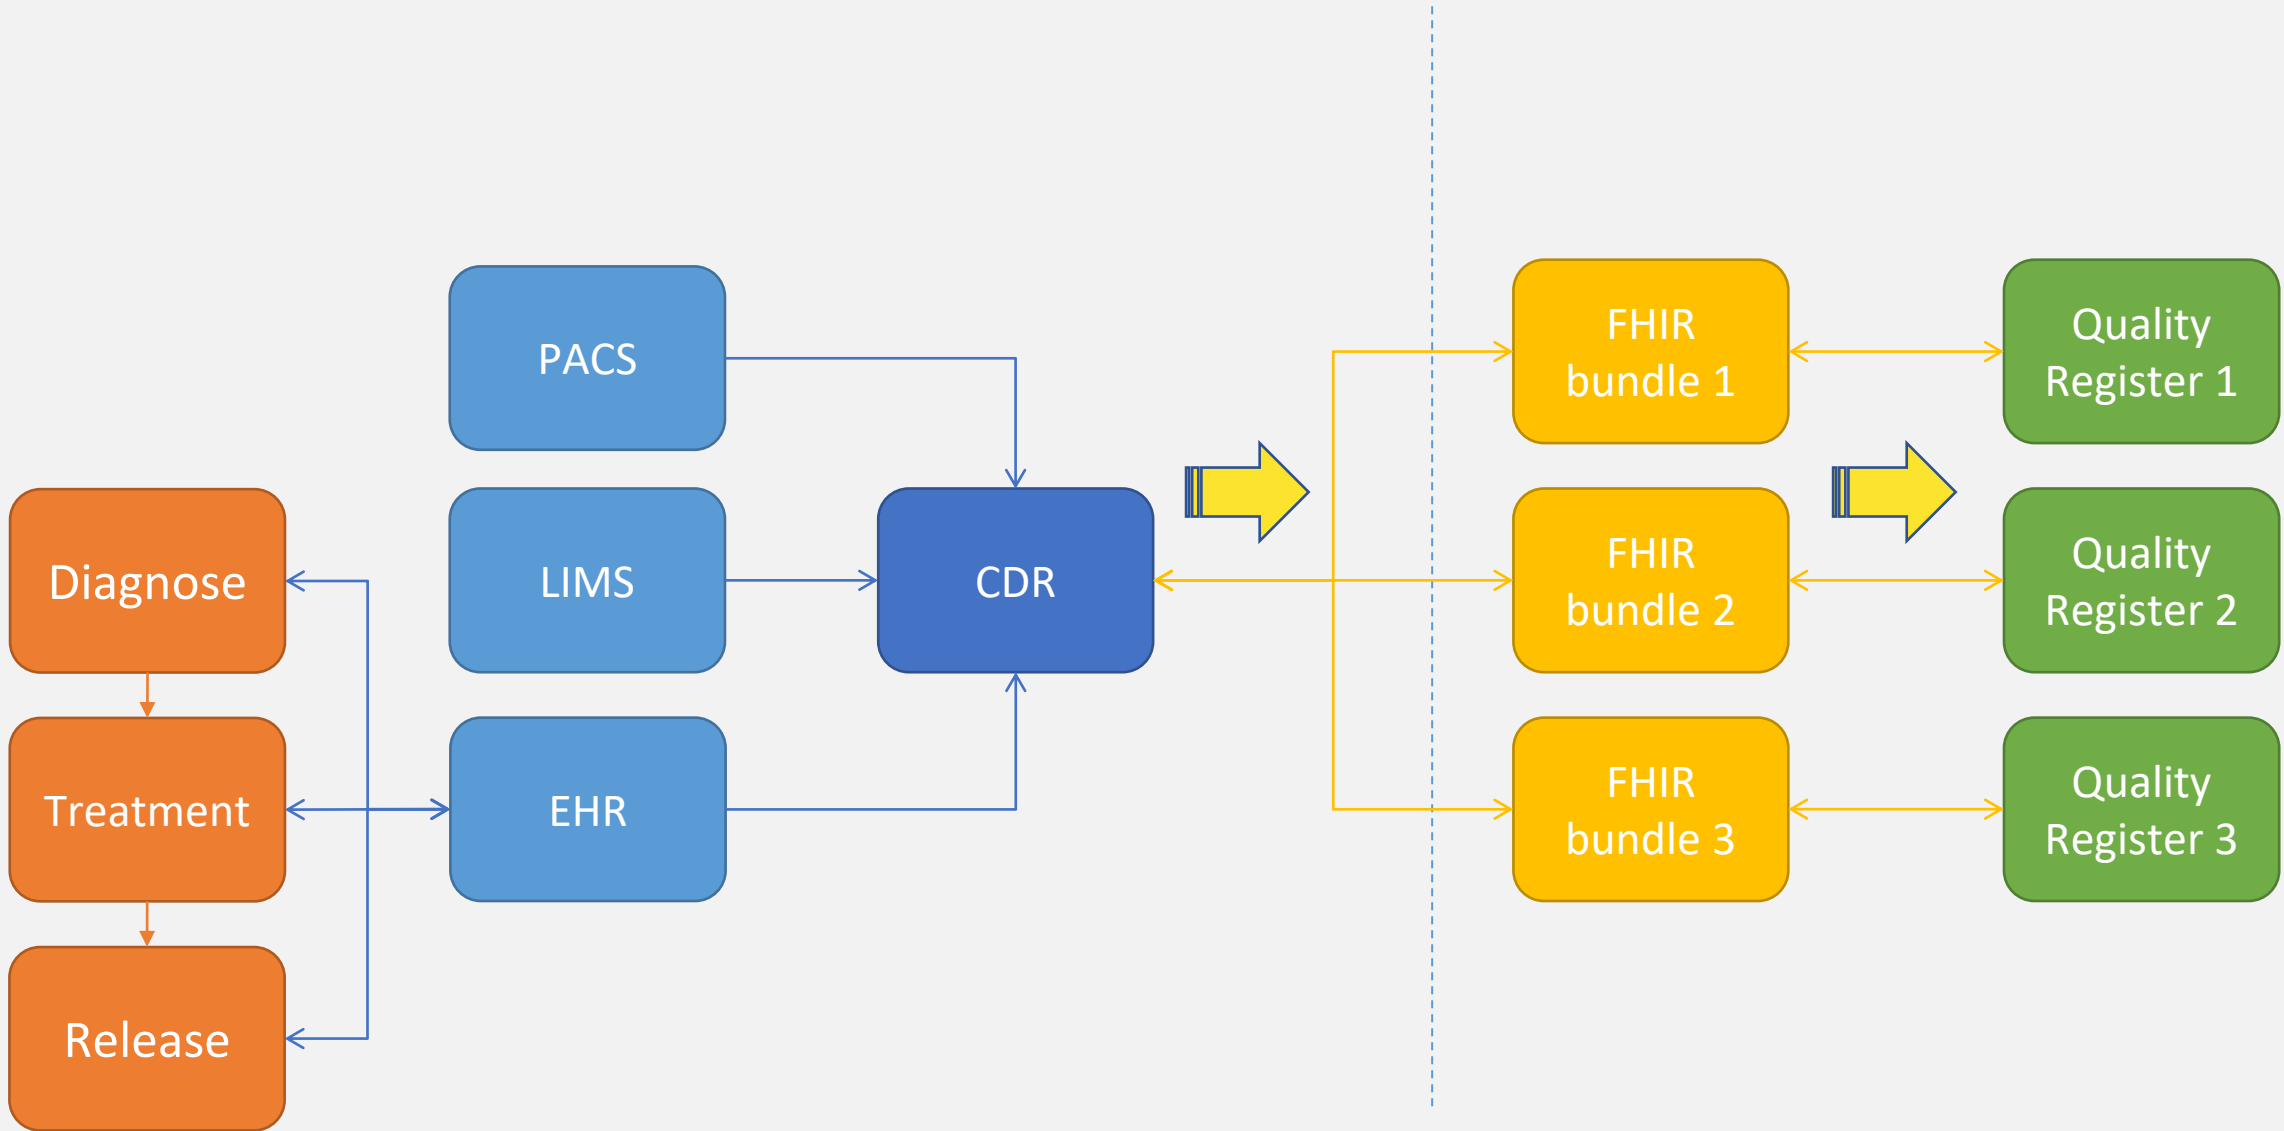 Diagnose
Treatment
Release
PACS
LIMS
EHR
CDR
FHIR
bundle 1
FHIR
bundle 2
FHIR
bundle 3
Quality
Register 1
Quality
Register 2
Quality
Register 3